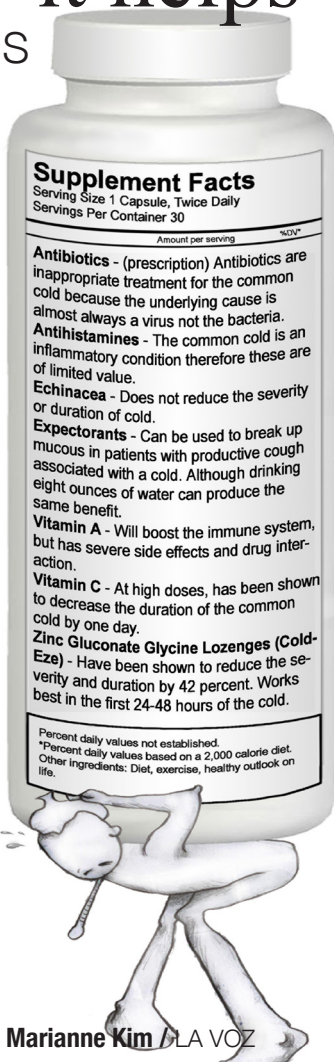 it helps
s
Supplement Facts
Serving Size 1 Capsule, Twice Daily
Servings Per Container 30
Amount per serving %DV*
Antibiotics - (prescription) Antibiotics are
inappropriate treatment for the common
cold because the underlying cause is
almost always a virus not the bacteria.
Antihistamines - The common cold is an
inflammatory condition therefore these are
of limited value.
Echinacea - Does not reduce the severity
or duration of cold.
Expectorants - Can be used to break up
mucous in patients with productive cough
associated with a cold. Although drinking
eight ounces of water can produce the
same benefit.
Vitamin A - Will boost the immune system,
but has severe side effects and drug inter-
action.
Vitamin C - At high doses, has been shown
to decrease the duration of the common
cold by one day.
Zinc Gluconate Glycine Lozenges (Cold-
Eze) - Have been shown to reduce the se-
verity and duration by 42 percent. Works
best in the first 24-48 hours of the cold.
Percent daily values not established.
*Percent daily values based on a 2,000 calorie diet.
Other ingredients: Diet, exercise, healthy outlook on
life.
Marianne Kim / LA VOZ